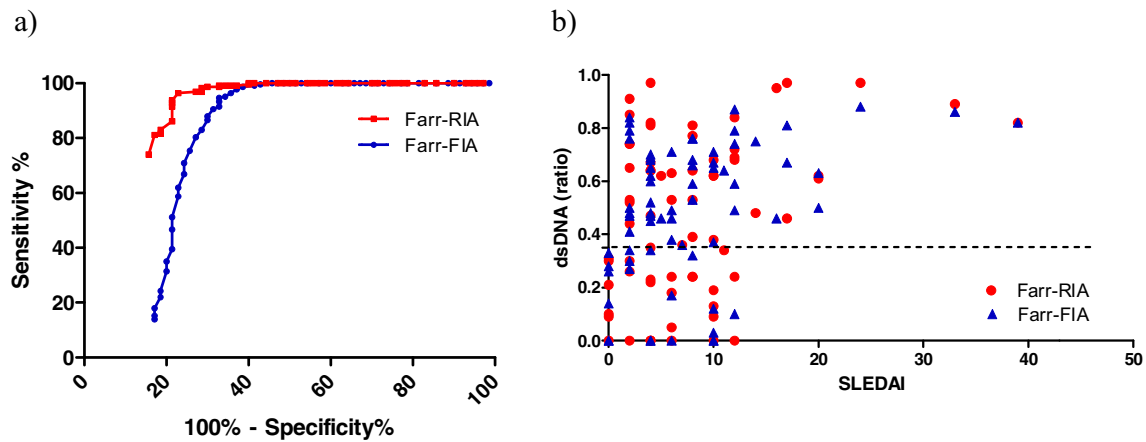 a)
100
80
60
40
20
0
Sensitivity %
Farr-RIA
Farr-FIA
0 20 40 60 80 100
100% - Specificity%
b)
1.0
0.8
0.6
0.4
0.2
0.0
dsDNA (ratio)
Farr-RIA
Farr-FIA
0 10 20 30 40 50
SLEDAI